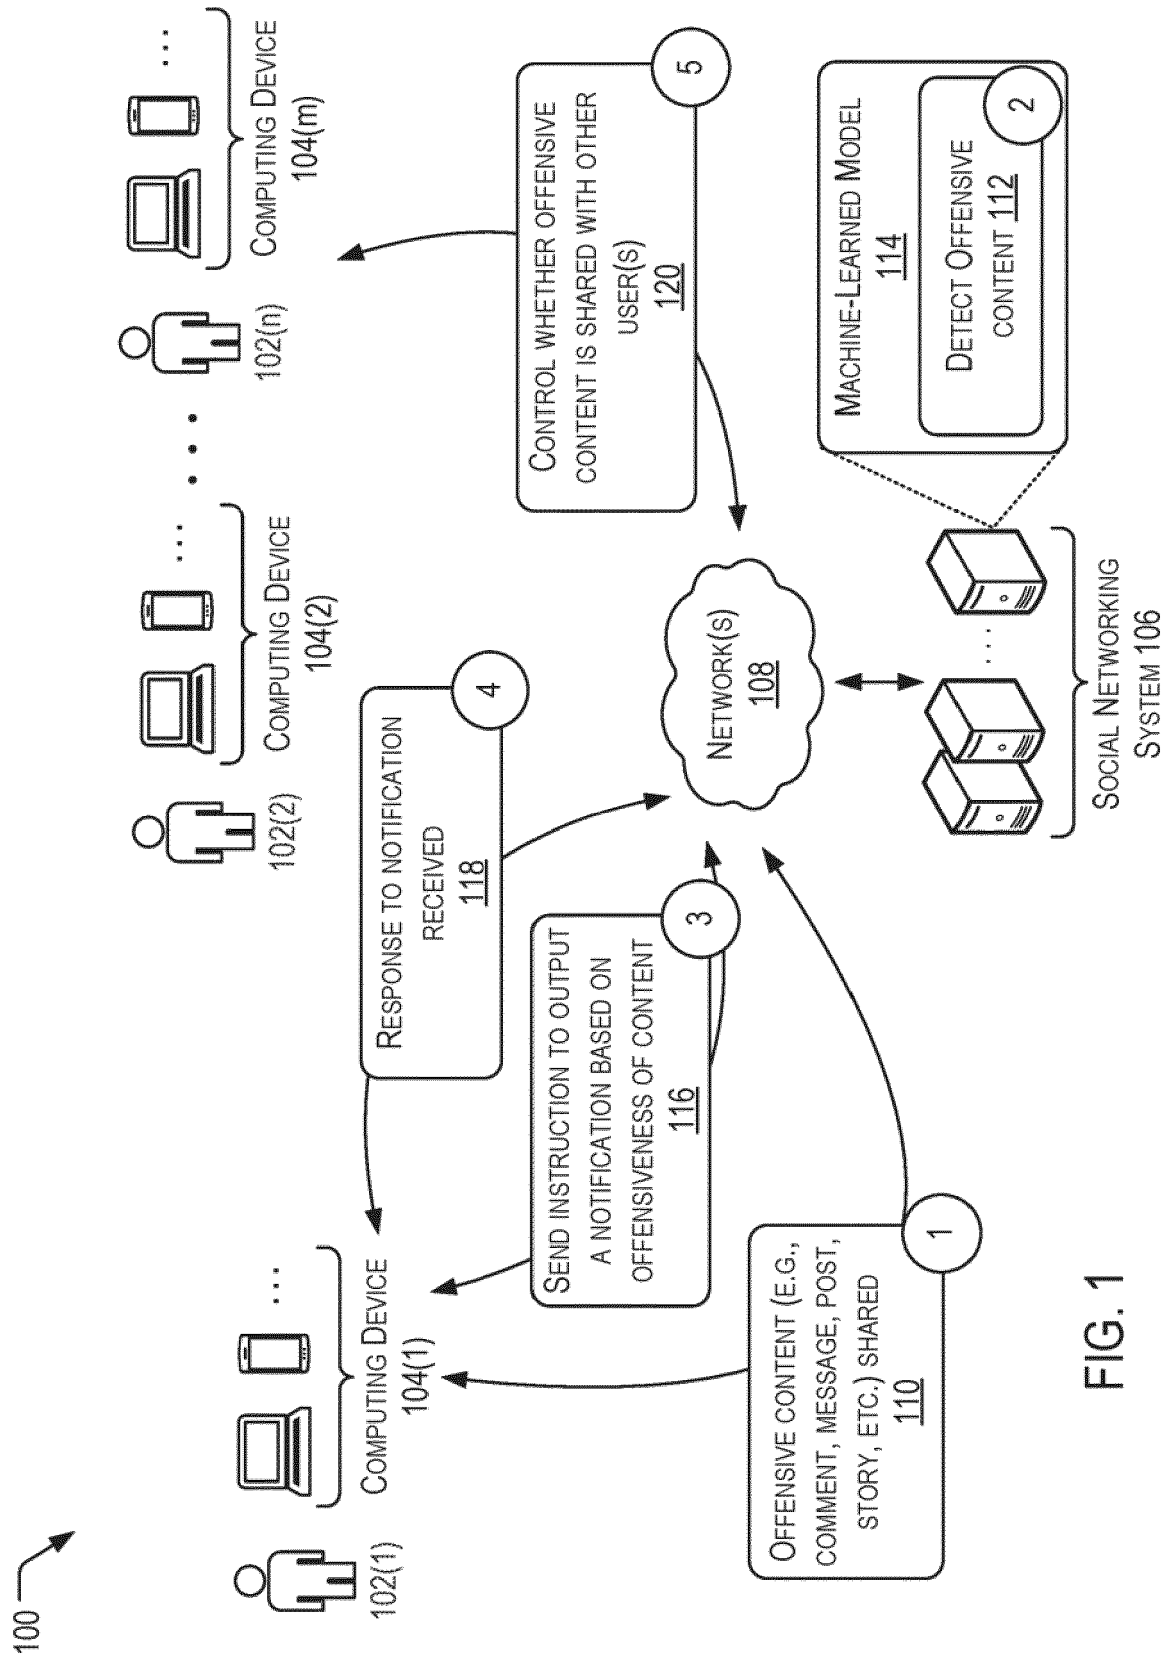 100
102(1)
COMPUTING DEVICE
104(1)
...
102(2)
COMPUTING DEVICE
104(2)
...
...
102(n)
COMPUTING DEVICE
104(m)
...
RESPONSE TO NOTIFICATION
RECEIVED
118
4
SEND INSTRUCTION TO OUTPUT
A NOTIFICATION BASED ON
OFFENSIVENESS OF CONTENT
116
3
CONTROL WHETHER OFFENSIVE
CONTENT IS SHARED WITH OTHER
USER(S)
120
5
OFFENSIVE CONTENT (E.G.,
COMMENT, MESSAGE, POST,
STORY, ETC.) SHARED
110
1
NETWORK(S)
108
MACHINE-LEARNED MODEL
114
DETECT OFFENSIVE
CONTENT 112
2
....
SOCIAL NETWORKING
SYSTEM 106
FIG. 1